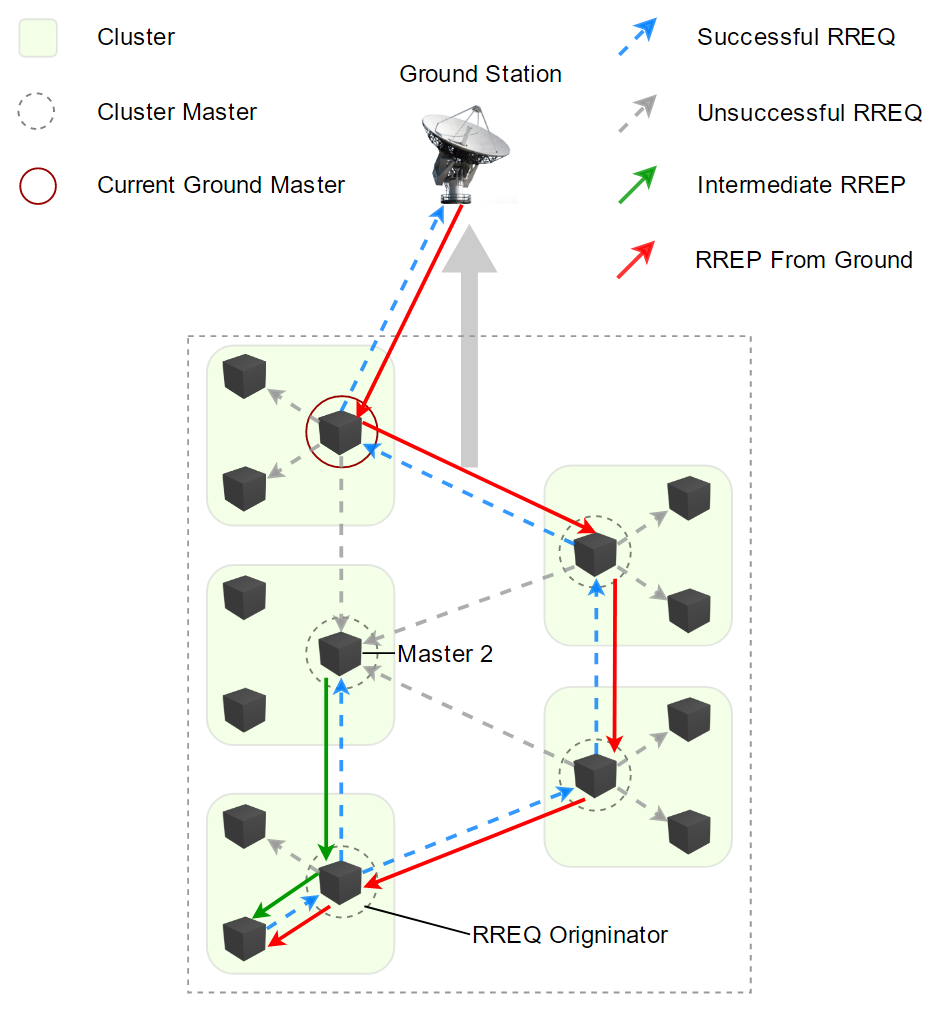 Cluster
Cluster Master
Current Ground Master
Ground Station
Successful RREQ
Unsuccessful RREQ
Intermediate RREP
RREP From Ground
Master 2
RREQ Origninator